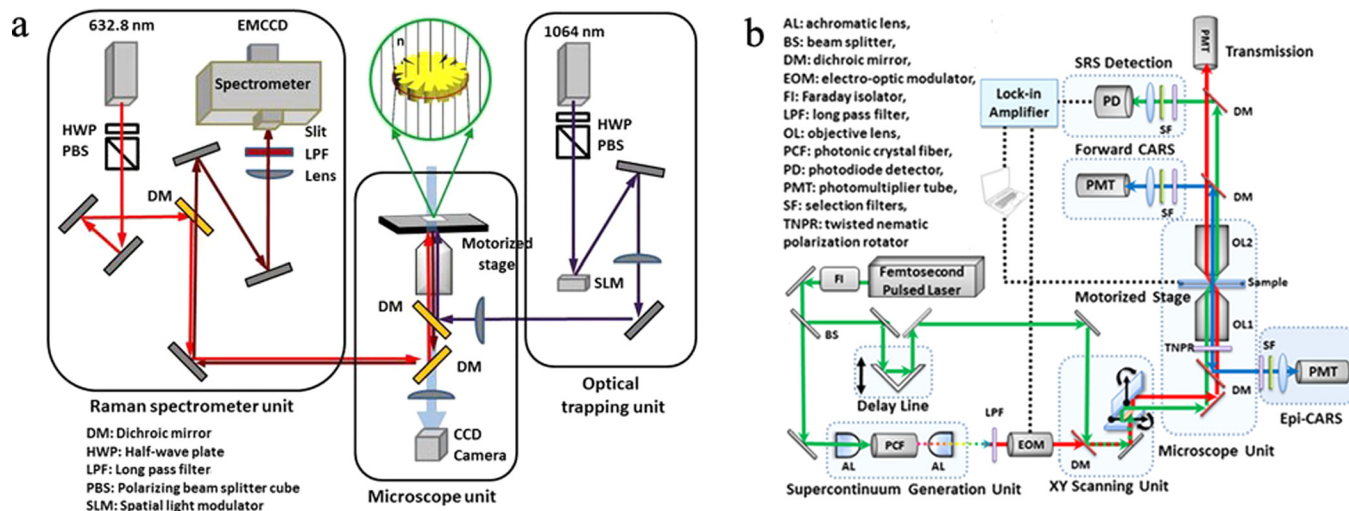 a
632.8 nm
EMCCD
Spectrometer
HWP
PBS
Slit
LPF
Lens
DM
n
1064 nm
HWP
PBS
Motorized
stage
SLM
DM
DM
CCD
Camera
Raman spectrometer unit
Microscope unit
Optical
trapping unit
DM: Dichroic mirror
HWP: Half-wave plate
LPF: Long pass filter
PBS: Polarizing beam splitter cube
SLM: Spatial light modulator
b
AL: achromatic lens,
BS: beam splitter,
DM: dichroic mirror,
EOM: electro-optic modulator,
FI: Faraday isolator,
LPF: long pass filter,
OL: objective lens,
PCF: photonic crystal fiber,
PD: photodiode detector,
PMT: photomultiplier tube,
SF: selection filters,
TNPR: twisted nematic
polarization rotator
PMT
Transmission
SRS Detection
Lock-in
Amplifier
PD
SF
DM
Forward CARS
PMT
SF
DM
OL2
Sample
Motorized Stage
OL1
TNPR
SF
PMT
DM
Epi-CARS
Microscope Unit
FI
Femtosecond
Pulsed Laser
BS
Delay Line
LPF
AL
PCF
AL
EOM
DM
Supercontinuum Generation Unit
XY Scanning
Unit